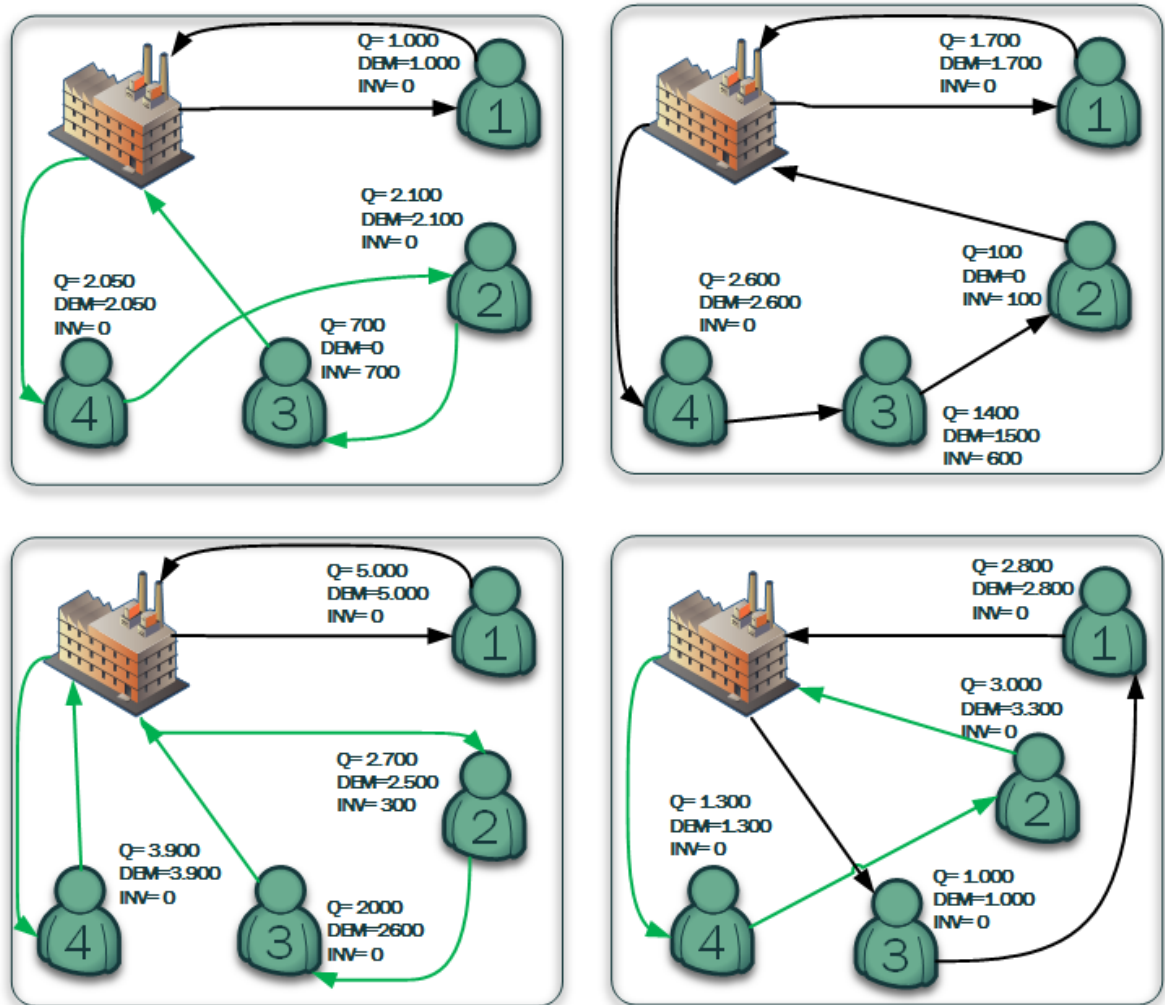 Q= 1.000
DEM=1.000
INV= 0
1
Q= 2.100
DEM=2.100
INV= 0
2
Q= 2.050
DEM=2.050
INV= 0
4
Q= 700
DEM=0
INV= 700
3
Q= 1.700
DEM=1.700
INV= 0
1
Q=100
DEM=0
INV= 100
2
Q= 2.600
DEM=2.600
INV= 0
4
3
Q= 1400
DEM=1500
INV= 600
Q= 5.000
DEM=5.000
INV= 0
1
Q= 2.700
DEM=2.500
INV= 300
2
Q= 3.900
DEM=3.900
INV= 0
4
Q= 2000
DEM=2600
INV= 0
3
Q= 2.800
DEM=2.800
INV= 0
1
Q= 3.000
DEM=3.300
INV= 0
2
Q= 1.300
DEM=1.300
INV= 0
4
Q= 1.000
DEM=1.000
INV= 0
3